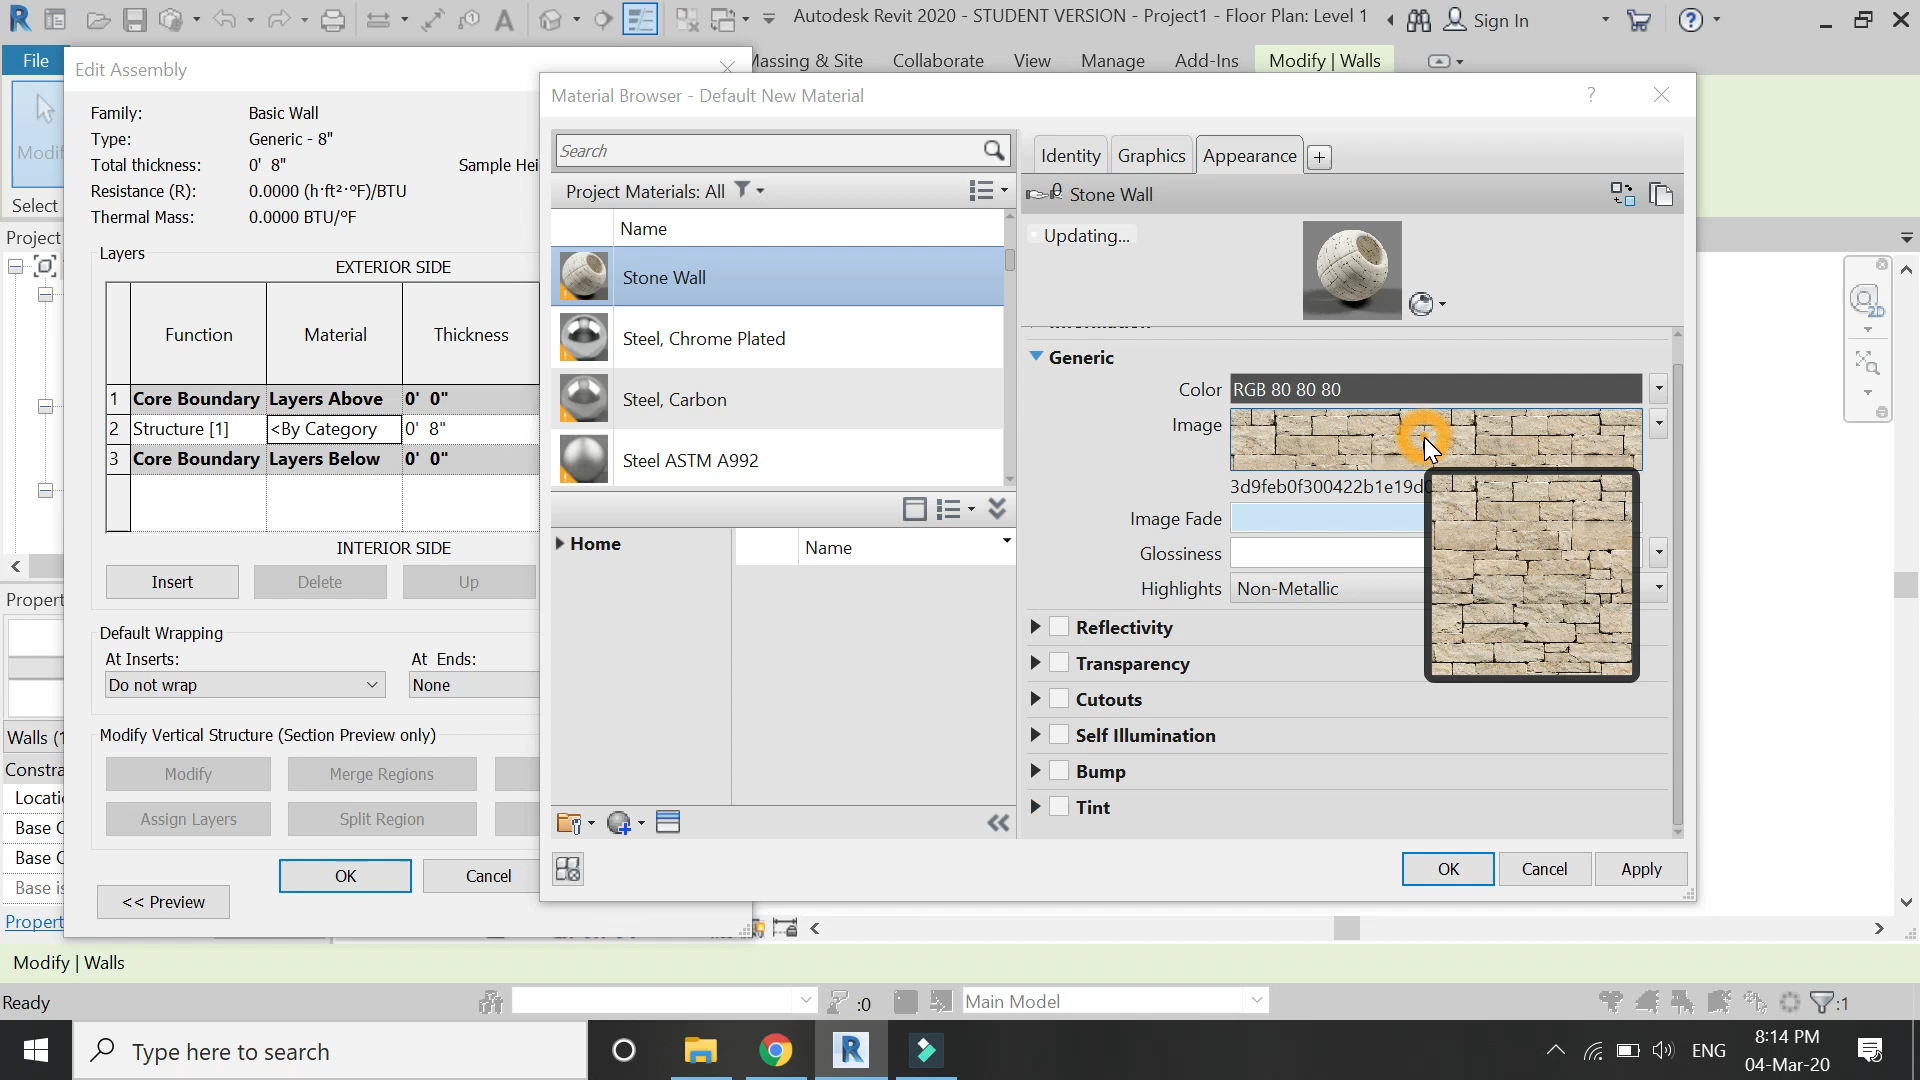 Autodesk Revit 2020 - STUDENT VERSION - Project1 - Floor Plan: Level 1
Sign In
File
Massing & Site
Collaborate
View
Manage
Add-Ins
Modify | Walls
Edit Assembly
Family:
Basic Wall
Type:
Generic - 8"
Total thickness:
0' 8"
Sample Hei
Resistance (R):
0.0000 (h·ft²·°F)/BTU
Thermal Mass:
0.0000 BTU/°F
Modif
Select
Project
Layers
EXTERIOR SIDE
Function
Material
Thickness
1
Core Boundary
Layers Above
0' 0"
2
Structure [1]
<By Category
0' 8"
3
Core Boundary
Layers Below
0' 0"
INTERIOR SIDE
Insert
Delete
Up
Propert
Default Wrapping
At Inserts:
At Ends:
Do not wrap
None
Walls (1
Modify Vertical Structure (Section Preview only)
Constra
Modify
Merge Regions
Locati
Assign Layers
Split Region
Base C
Base C
Base is
OK
Cancel
<< Preview
Propert
Material Browser - Default New Material
?
Search
Project Materials: All
Name
Stone Wall
Steel, Chrome Plated
Steel, Carbon
Steel ASTM A992
Home
Name
Identity
Graphics
Appearance
+
0
Stone Wall
Updating...
Generic
Color
RGB 80 80 80
Image
3d9feb0f300422b1e19d
Image Fade
Glossiness
Highlights
Non-Metallic
Reflectivity
Transparency
Cutouts
Self Illumination
Bump
Tint
OK
Cancel
Apply
2D
Modify | Walls
Ready
:0
Main Model
:1
Type here to search
ENG
8:14 PM
04-Mar-20